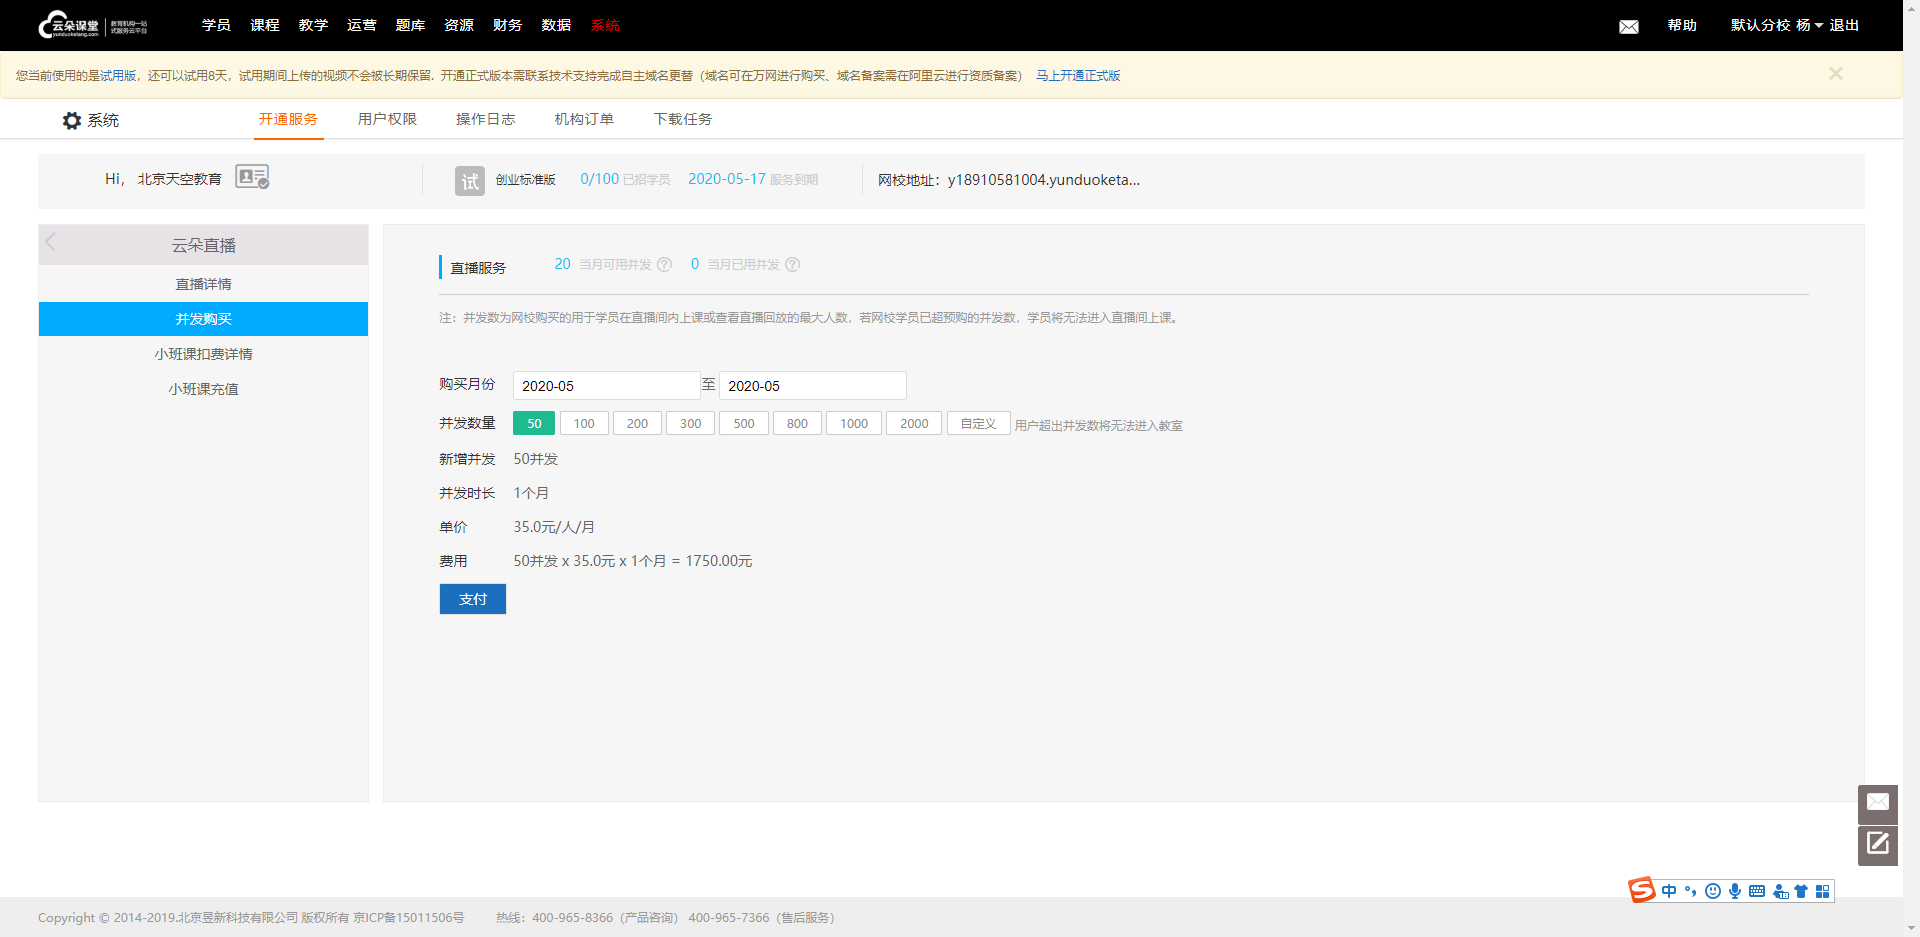 云朵课堂 教育机构一站
yunduoketang.com 式服务云平台
学员 课程 教学 运营 题库 资源 财务 数据 系统 帮助 默认分校 杨 退出
您当前使用的是试用版，还可以试用8天，试用期间上传的视频不会被长期保留. 开通正式版本需联系技术支持完成自主域名更替（域名可在万网进行购买、域名备案需在阿里云进行资质备案） 马上开通正式版
系统 开通服务 用户权限 操作日志 机构订单 下载任务
Hi， 北京天空教育 试 创业标准版 0/100 已招学员 2020-05-17 服务到期 网校地址：y18910581004.yunduoketa...
云朵直播
直播详情
并发购买
小班课扣费详情
小班课充值
直播服务 20 当月可用并发 ? 0 当月已用并发 ?
注：并发数为网校购买的用于学员在直播间内上课或查看直播回放的最大人数，若网校学员已超预购的并发数，学员将无法进入直播间上课。
购买月份 2020-05 至 2020-05
并发数量 50 100 200 300 500 800 1000 2000 自定义 用户超出并发数将无法进入教室
新增并发 50并发
并发时长 1个月
单价 35.0元/人/月
费用 50并发 x 35.0元 x 1个月 = 1750.00元
支付
S 中 °,
Copyright © 2014-2019.北京昱新科技有限公司 版权所有 京ICP备15011506号 热线：400-965-8366（产品咨询） 400-965-7366（售后服务）